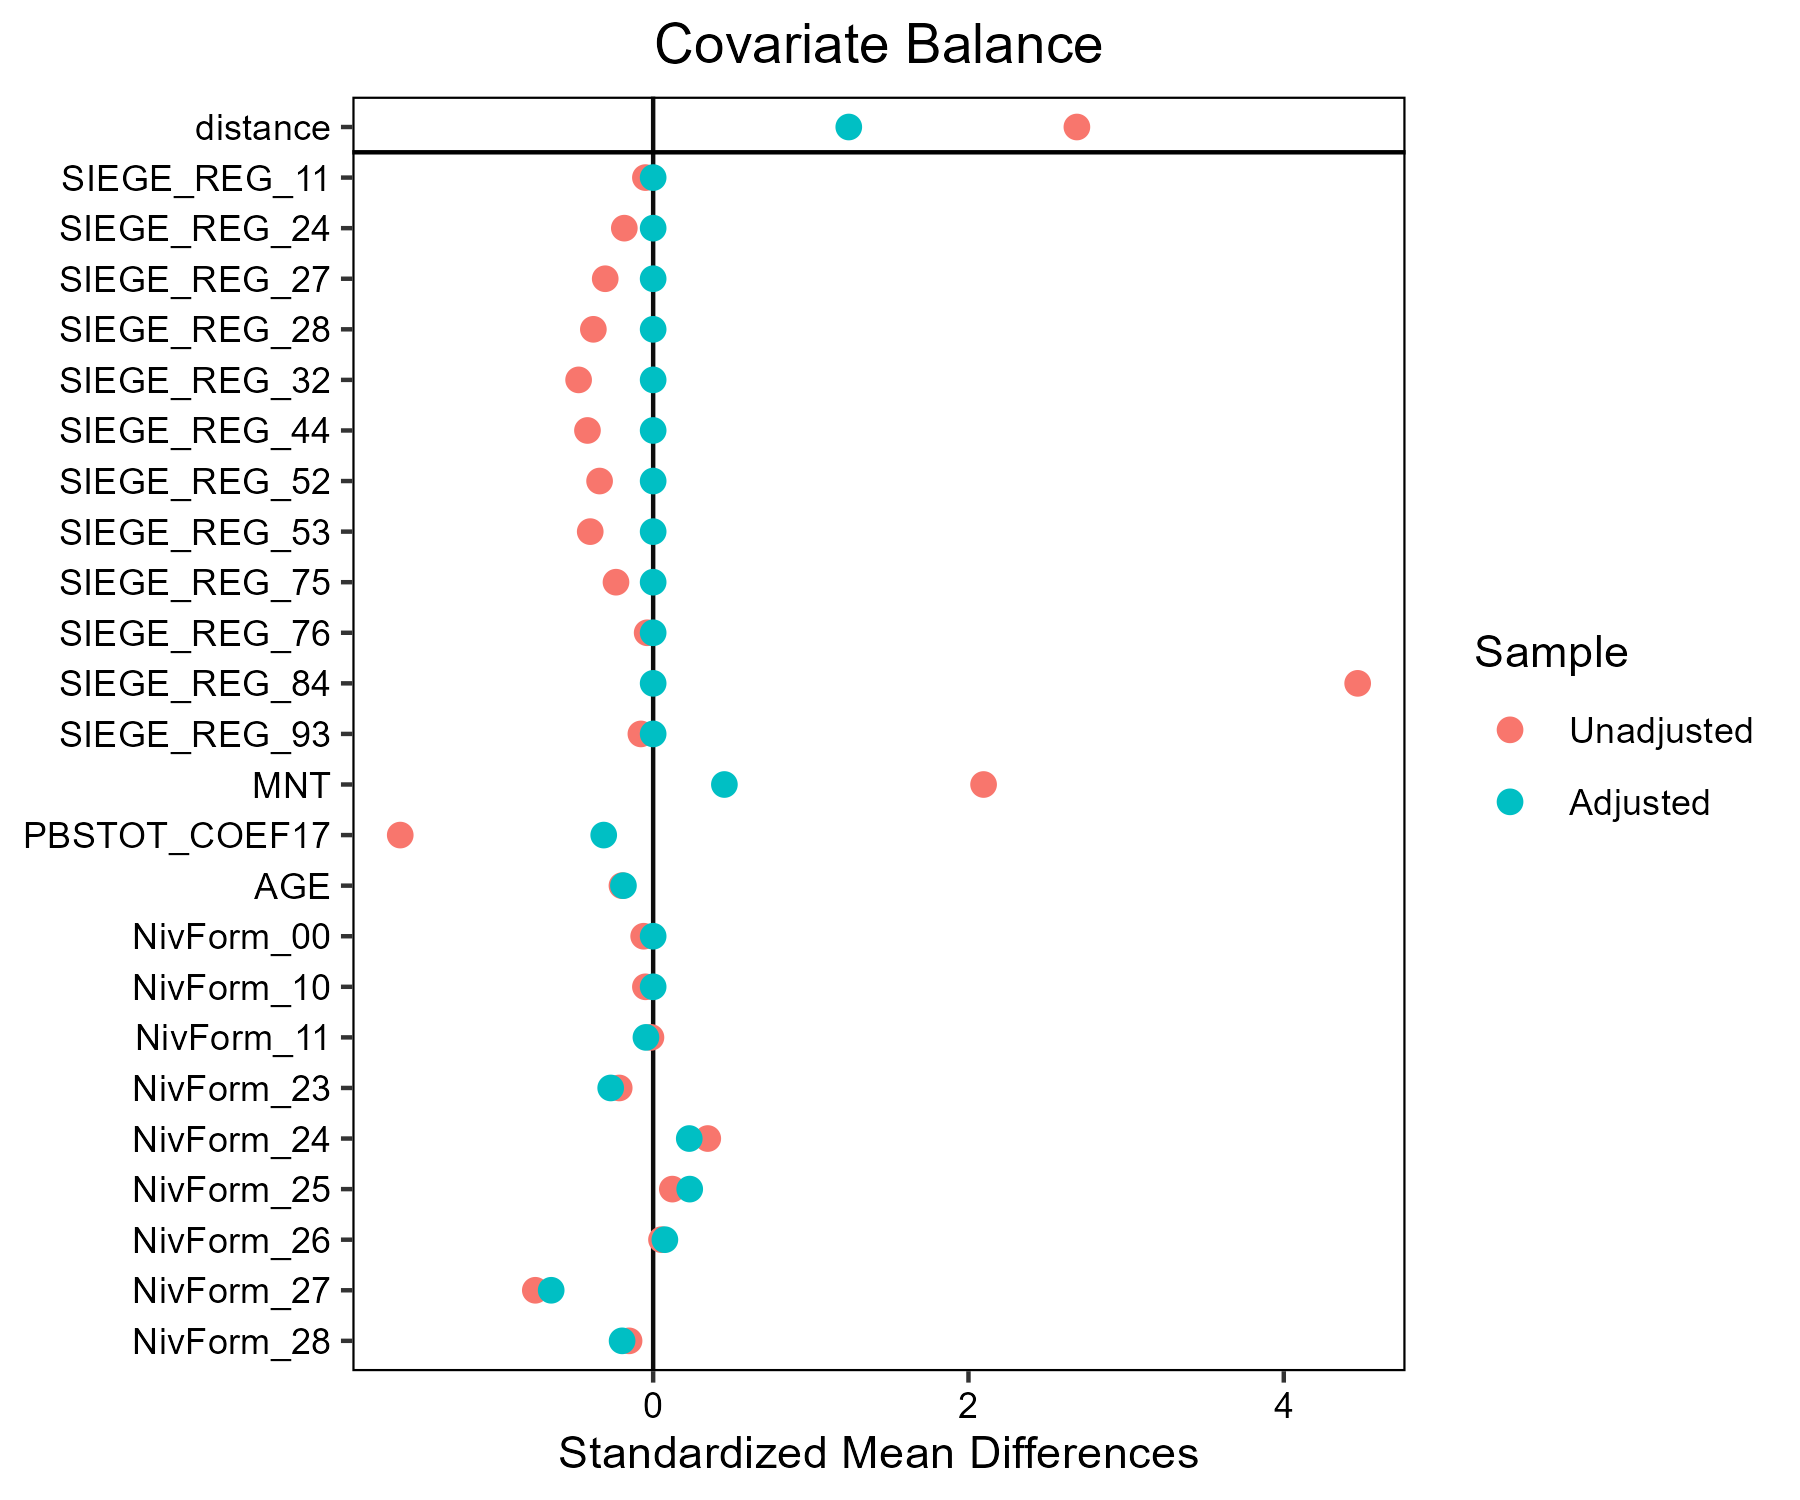 Covariate Balance
distance
SIEGE_REG_11
SIEGE_REG_24
SIEGE_REG_27
SIEGE_REG_28
SIEGE_REG_32
SIEGE_REG_44
SIEGE_REG_52
SIEGE_REG_53
SIEGE_REG_75
SIEGE_REG_76
SIEGE_REG_84
SIEGE_REG_93
MNT
PBSTOT_COEF17
AGE
NivForm_00
NivForm_10
NivForm_11
NivForm_23
NivForm_24
NivForm_25
NivForm_26
NivForm_27
NivForm_28
0 2 4
Standardized Mean Differences
Sample
Unadjusted
Adjusted